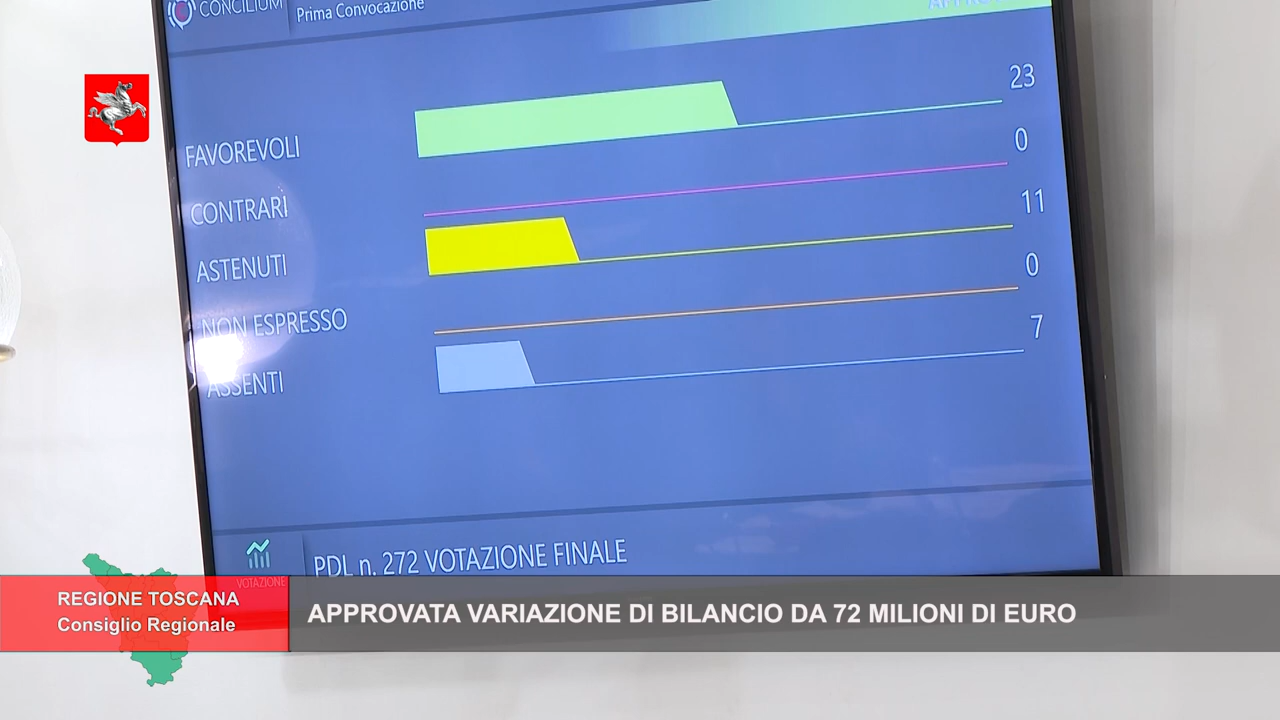 CONCILIUM
Prima Convocazione
23
FAVOREVOLI
0
CONTRARI
11
ASTENUTI
0
NON ESPRESSO
7
ASSENTI
VOTAZIONE
PDL n. 272 VOTAZIONE FINALE
REGIONE TOSCANA
Consiglio Regionale
APPROVATA VARIAZIONE DI BILANCIO DA 72 MILIONI DI EURO